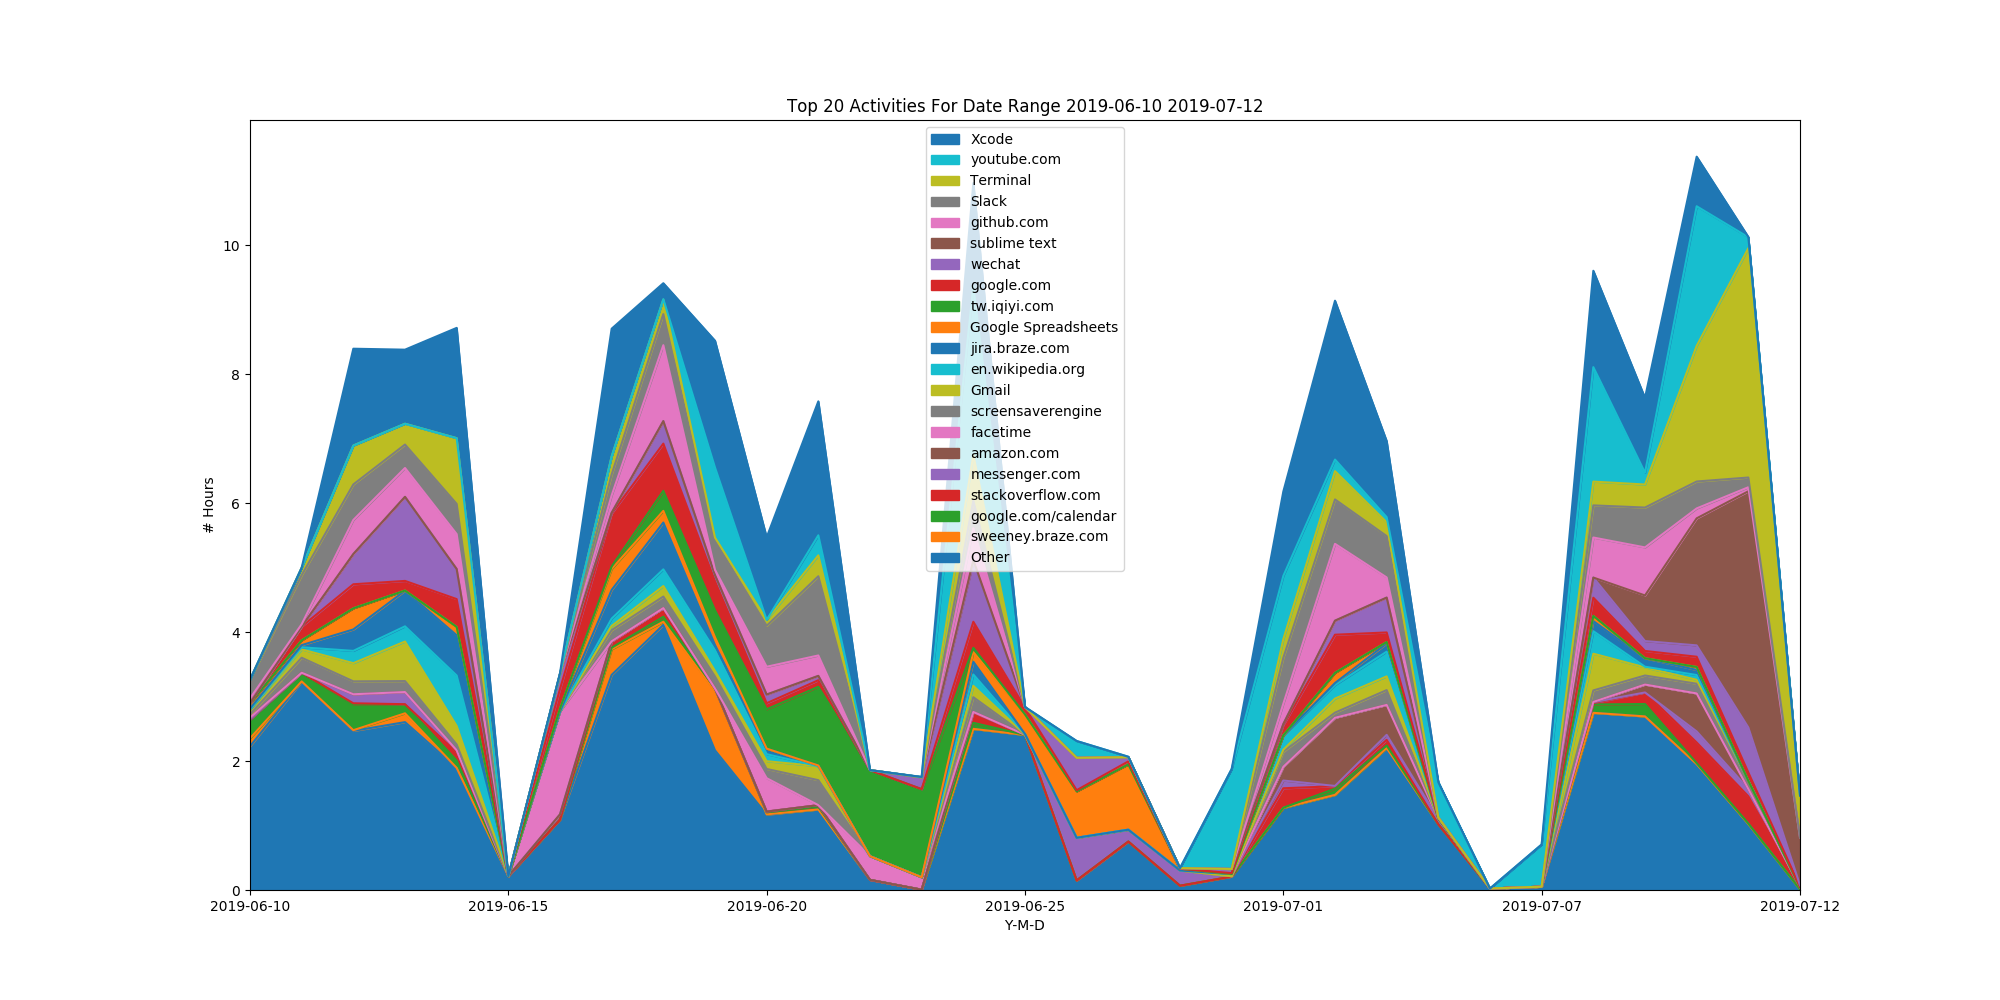 Top 20 Activities For Date Range 2019-06-10 2019-07-12
Xcode
youtube.com
Terminal
Slack
github.com
sublime text
wechat
google.com
tw.iqiyi.com
Google Spreadsheets
jira.braze.com
en.wikipedia.org
Gmail
screensaverengine
facetime
amazon.com
messenger.com
stackoverflow.com
google.com/calendar
sweeney.braze.com
Other
# Hours
10
8
6
4
2
0
2019-06-10 2019-06-15 2019-06-20 2019-06-25 2019-07-01 2019-07-07 2019-07-12
Y-M-D